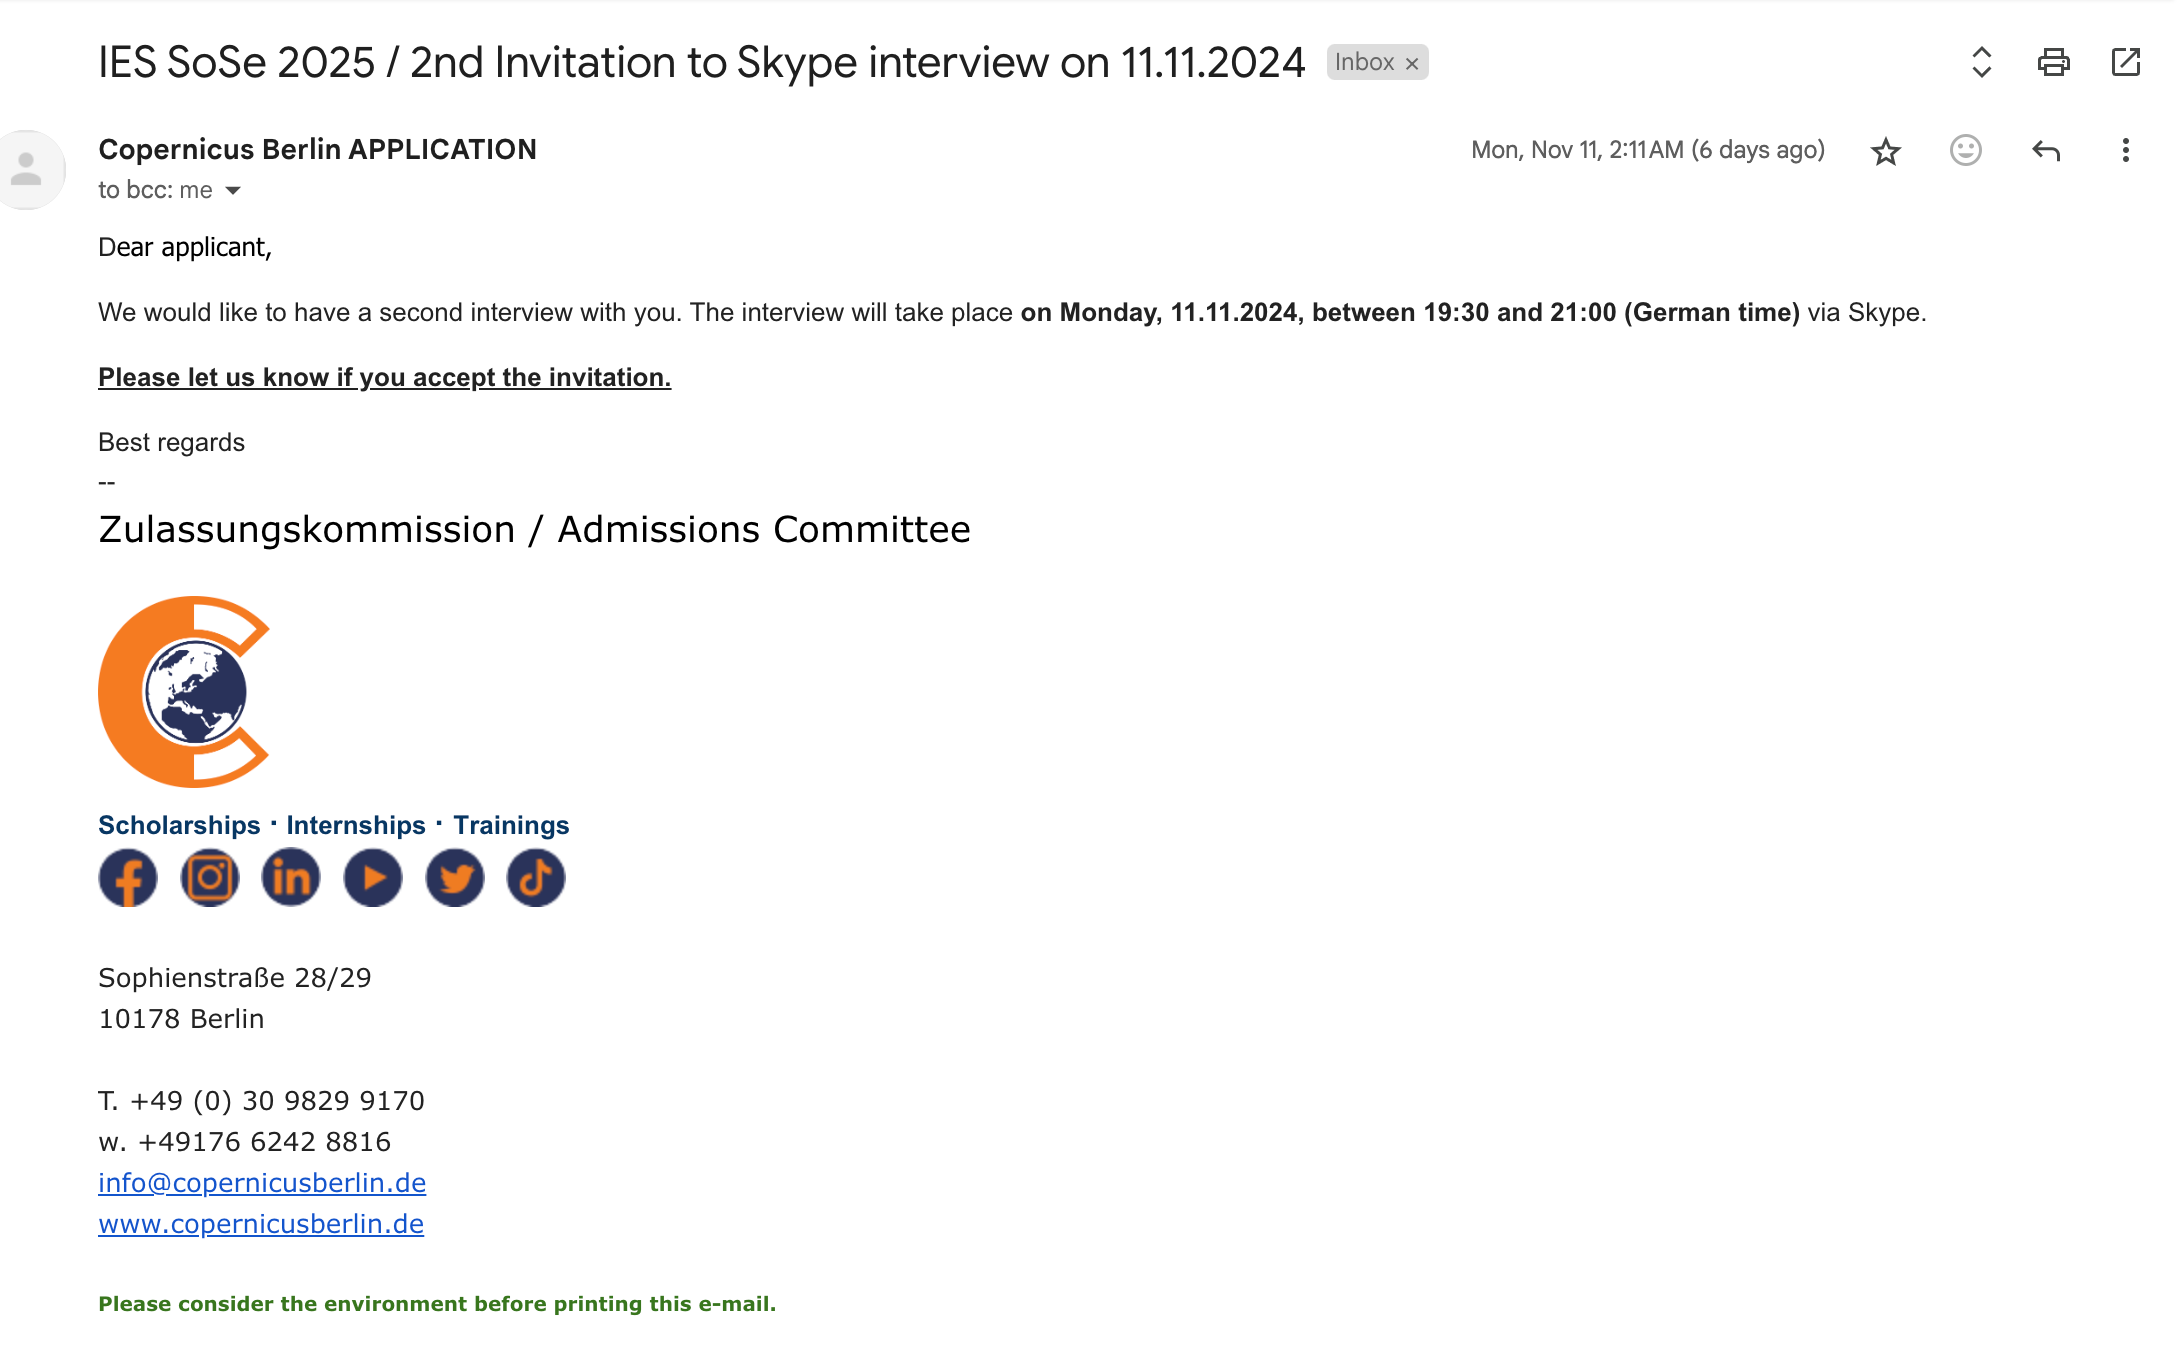 IES SoSe 2025 / 2nd Invitation to Skype interview on 11.11.2024 Inbox ×
Copernicus Berlin APPLICATION Mon, Nov 11, 2:11 AM (6 days ago)
to bcc: me
Dear applicant,
We would like to have a second interview with you. The interview will take place on Monday, 11.11.2024, between 19:30 and 21:00 (German time) via Skype.
Please let us know if you accept the invitation.
Best regards
--
Zulassungskommission / Admissions Committee
Scholarships · Internships · Trainings
Sophienstraße 28/29
10178 Berlin
T. +49 (0) 30 9829 9170
w. +49176 6242 8816
info@copernicusberlin.de
www.copernicusberlin.de
Please consider the environment before printing this e-mail.